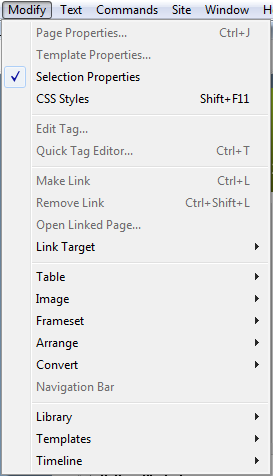 Modify Text Commands Site Window
Page Properties... Ctrl+J
Template Properties...
Selection Properties
CSS Styles Shift+F11
Edit Tag...
Quick Tag Editor... Ctrl+T
Make Link Ctrl+L
Remove Link Ctrl+Shift+L
Open Linked Page...
Link Target
Table
Image
Frameset
Arrange
Convert
Navigation Bar
Library
Templates
Timeline